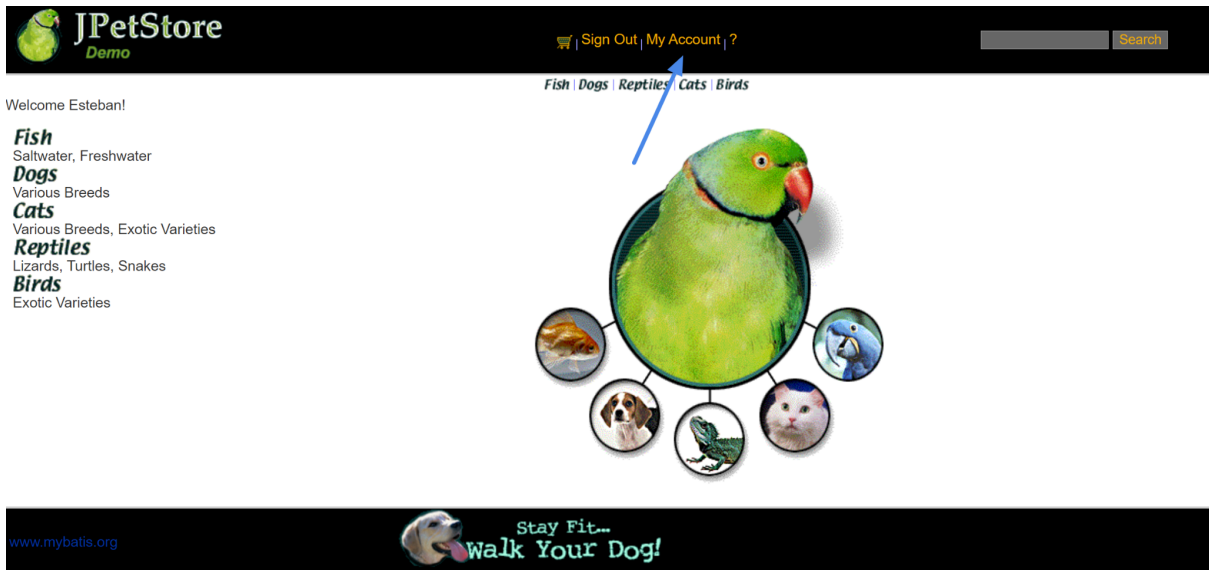 JPetStore
Demo
Sign Out | My Account | ?
Search
Fish | Dogs | Reptiles | Cats | Birds
Welcome Esteban!
Fish
Saltwater, Freshwater
Dogs
Various Breeds
Cats
Various Breeds, Exotic Varieties
Reptiles
Lizards, Turtles, Snakes
Birds
Exotic Varieties
www.mybatis.org
Stay Fit...
Walk Your Dog!